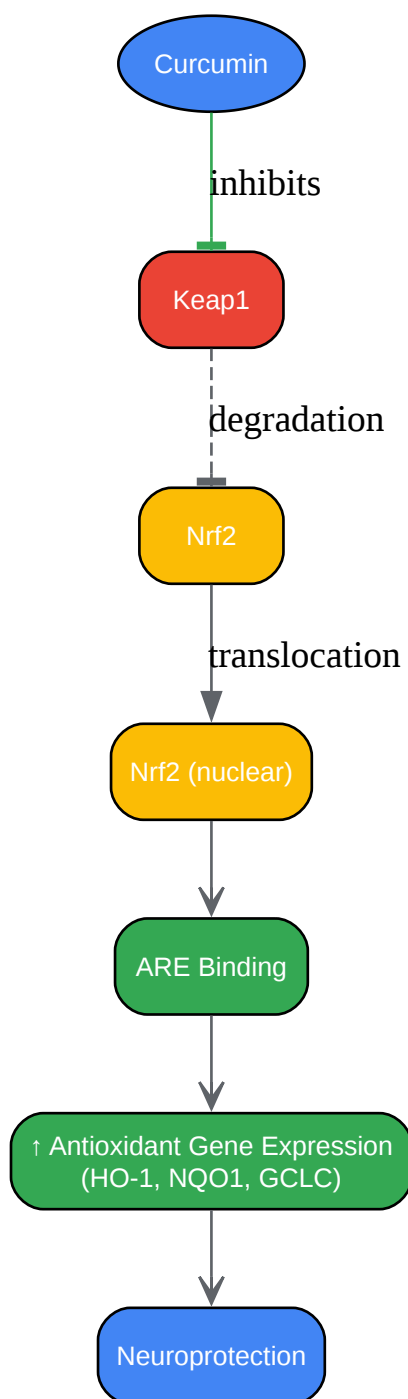 Curcumin
inhibits
Keap1
degradation
Nrf2
translocation
Nrf2 (nuclear)
ARE Binding
↑ Antioxidant Gene Expression
(HO-1, NQO1, GCLC)
Neuroprotection